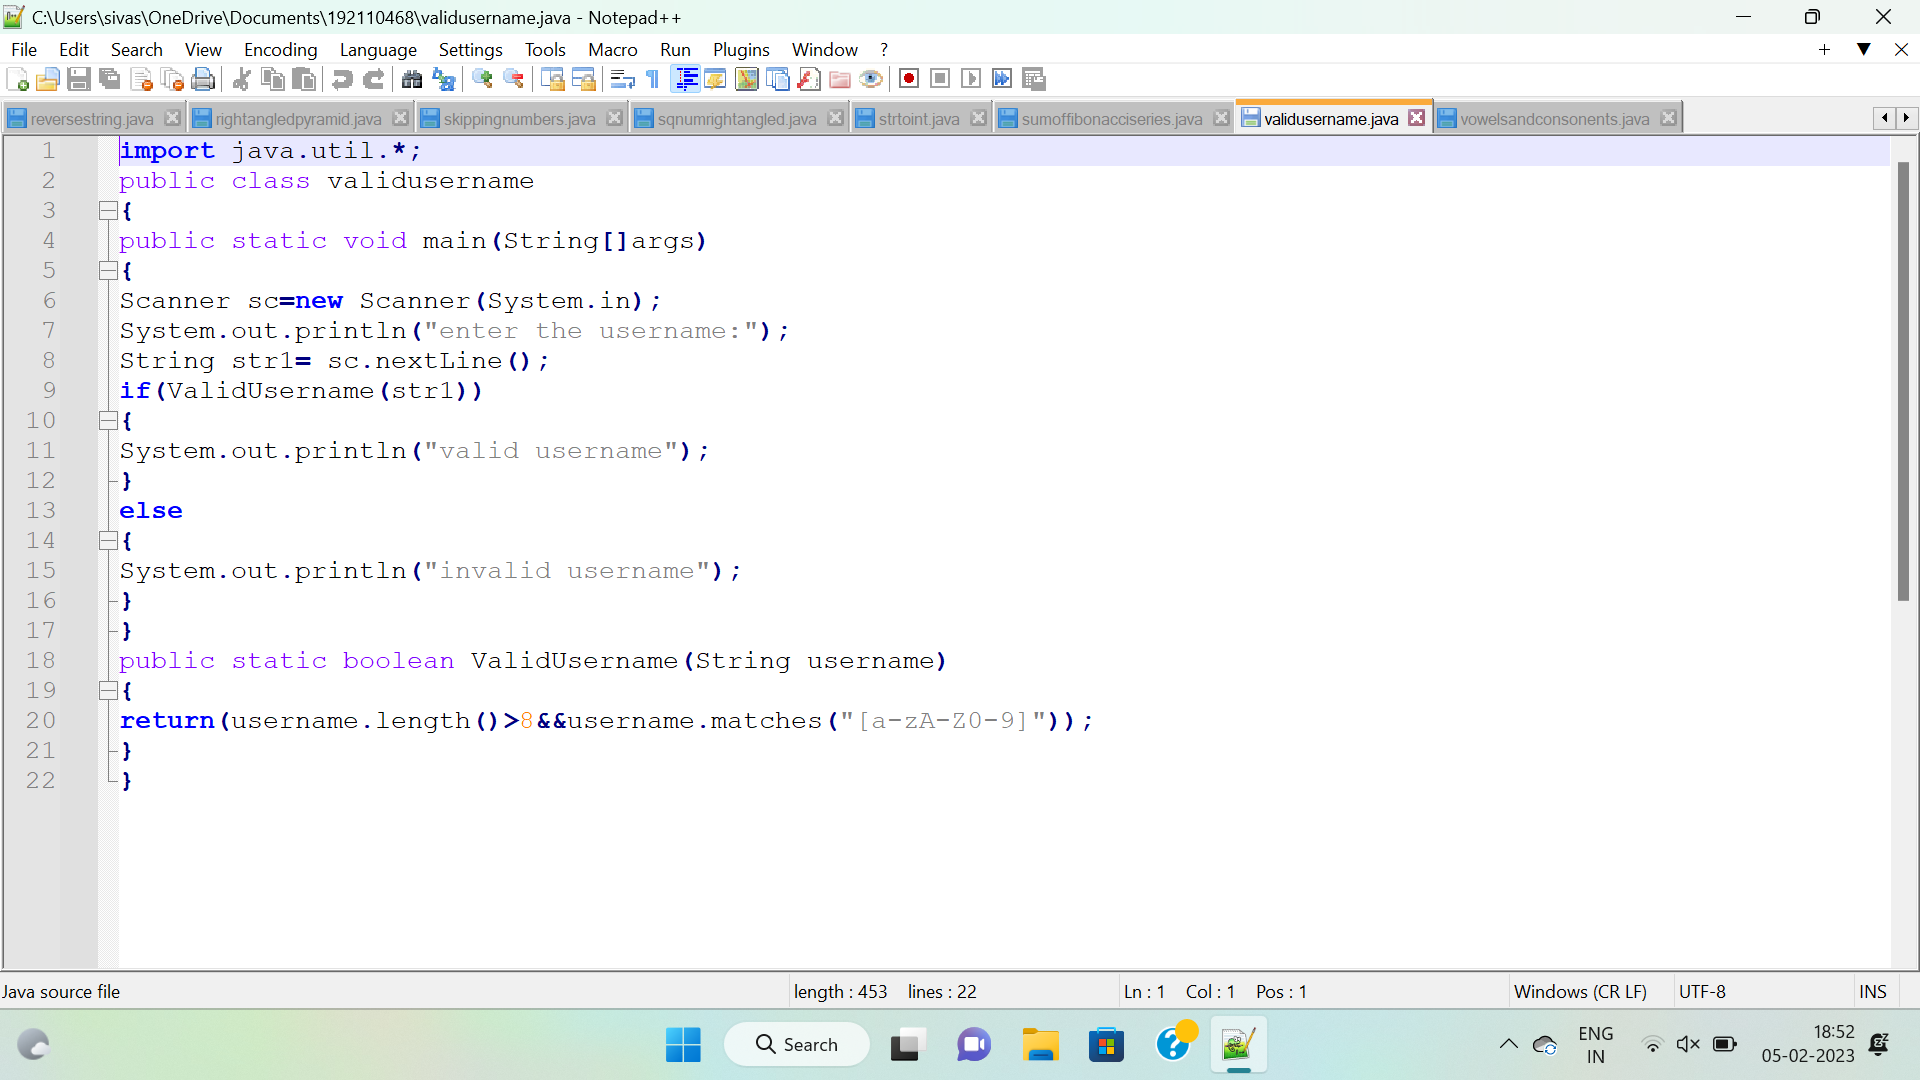 C:\Users\sivas\OneDrive\Documents\192110468\validusername.java - Notepad++
File Edit Search View Encoding Language Settings Tools Macro Run Plugins Window ?
reversestring.java rightangledpyramid.java skippingnumbers.java sqnumrightangled.java strtoint.java sumoffibonacciseries.java validusername.java vowelsandconsonents.java
1 import java.util.*;
2 public class validusername
3 {
4 public static void main(String[]args)
5 {
6 Scanner sc=new Scanner(System.in);
7 System.out.println("enter the username:");
8 String str1= sc.nextLine();
9 if(ValidUsername(str1))
10 {
11 System.out.println("valid username");
12 }
13 else
14 {
15 System.out.println("invalid username");
16 }
17 }
18 public static boolean ValidUsername(String username)
19 {
20 return(username.length()>8&&username.matches("[a-zA-Z0-9]"));
21 }
22 }
Java source file length : 453 lines : 22 Ln : 1 Col : 1 Pos : 1 Windows (CR LF) UTF-8 INS
Search
ENG
IN
18:52
05-02-2023